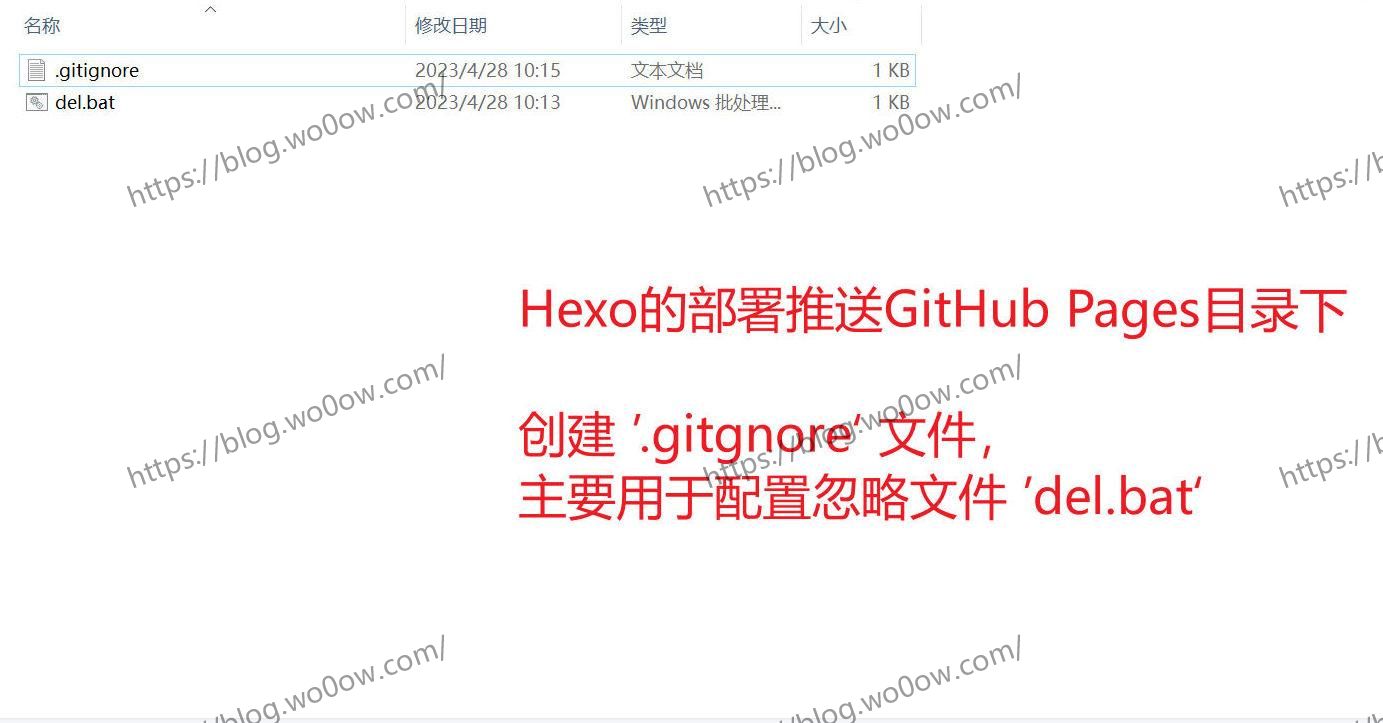 名称 修改日期 类型 大小
.gitignore 2023/4/28 10:15 文本文档 1 KB
del.bat 2023/4/28 10:13 Windows 批处理... 1 KB
https://blog.wo0ow.com/ https://blog.wo0ow.com/ https://b
Hexo的部署推送GitHub Pages目录下
https://blog.wo0ow.com/ https://blog.wo0ow.com/ https://b
创建 ’.gitgnore‘ 文件，
主要用于配置忽略文件 ’del.bat‘
blog.wo0ow.com/ blog.wo0ow.com/